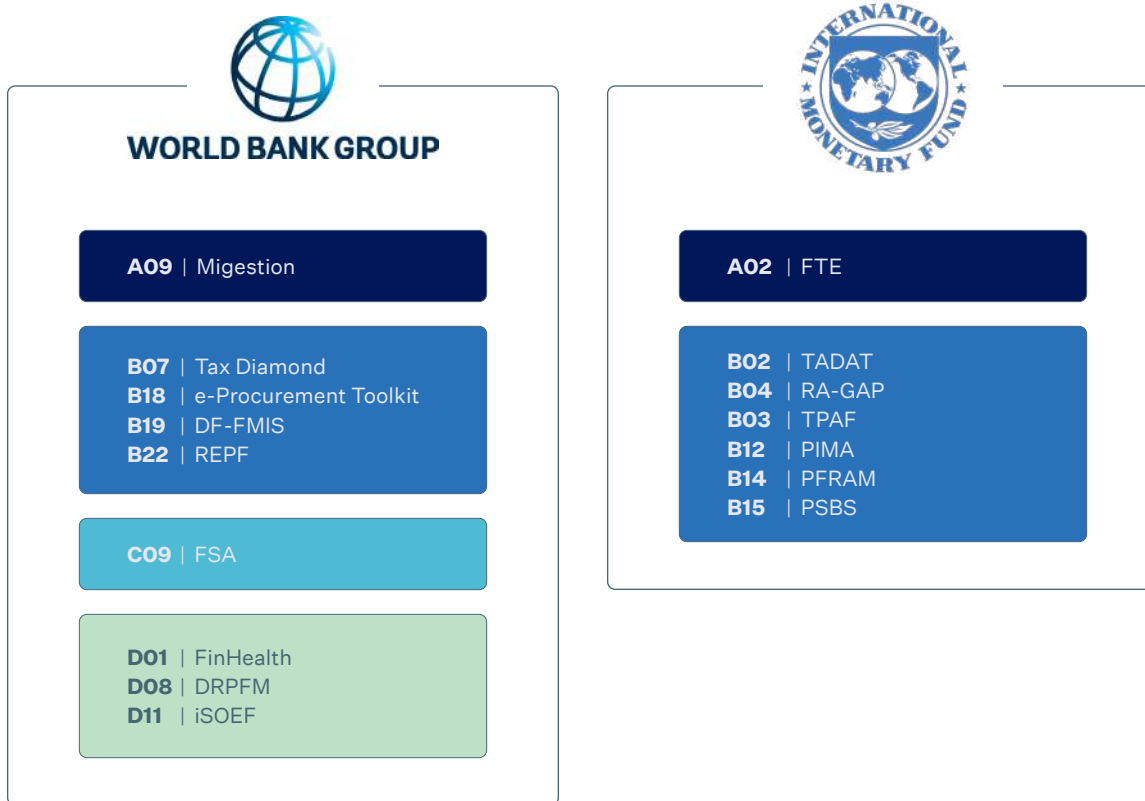 WORLD BANK GROUP
A09 | Migestion
B07 | Tax Diamond
B18 | e-Procurement Toolkit
B19 | DF-FMIS
B22 | REPF
C09 | FSA
D01 | FinHealth
D08 | DRPFM
D11 | iSOEF
INTERNATIONAL
MONETARY FUND
A02 | FTE
B02 | TADAT
B04 | RA-GAP
B03 | TPAF
B12 | PIMA
B14 | PFRAM
B15 | PSBS